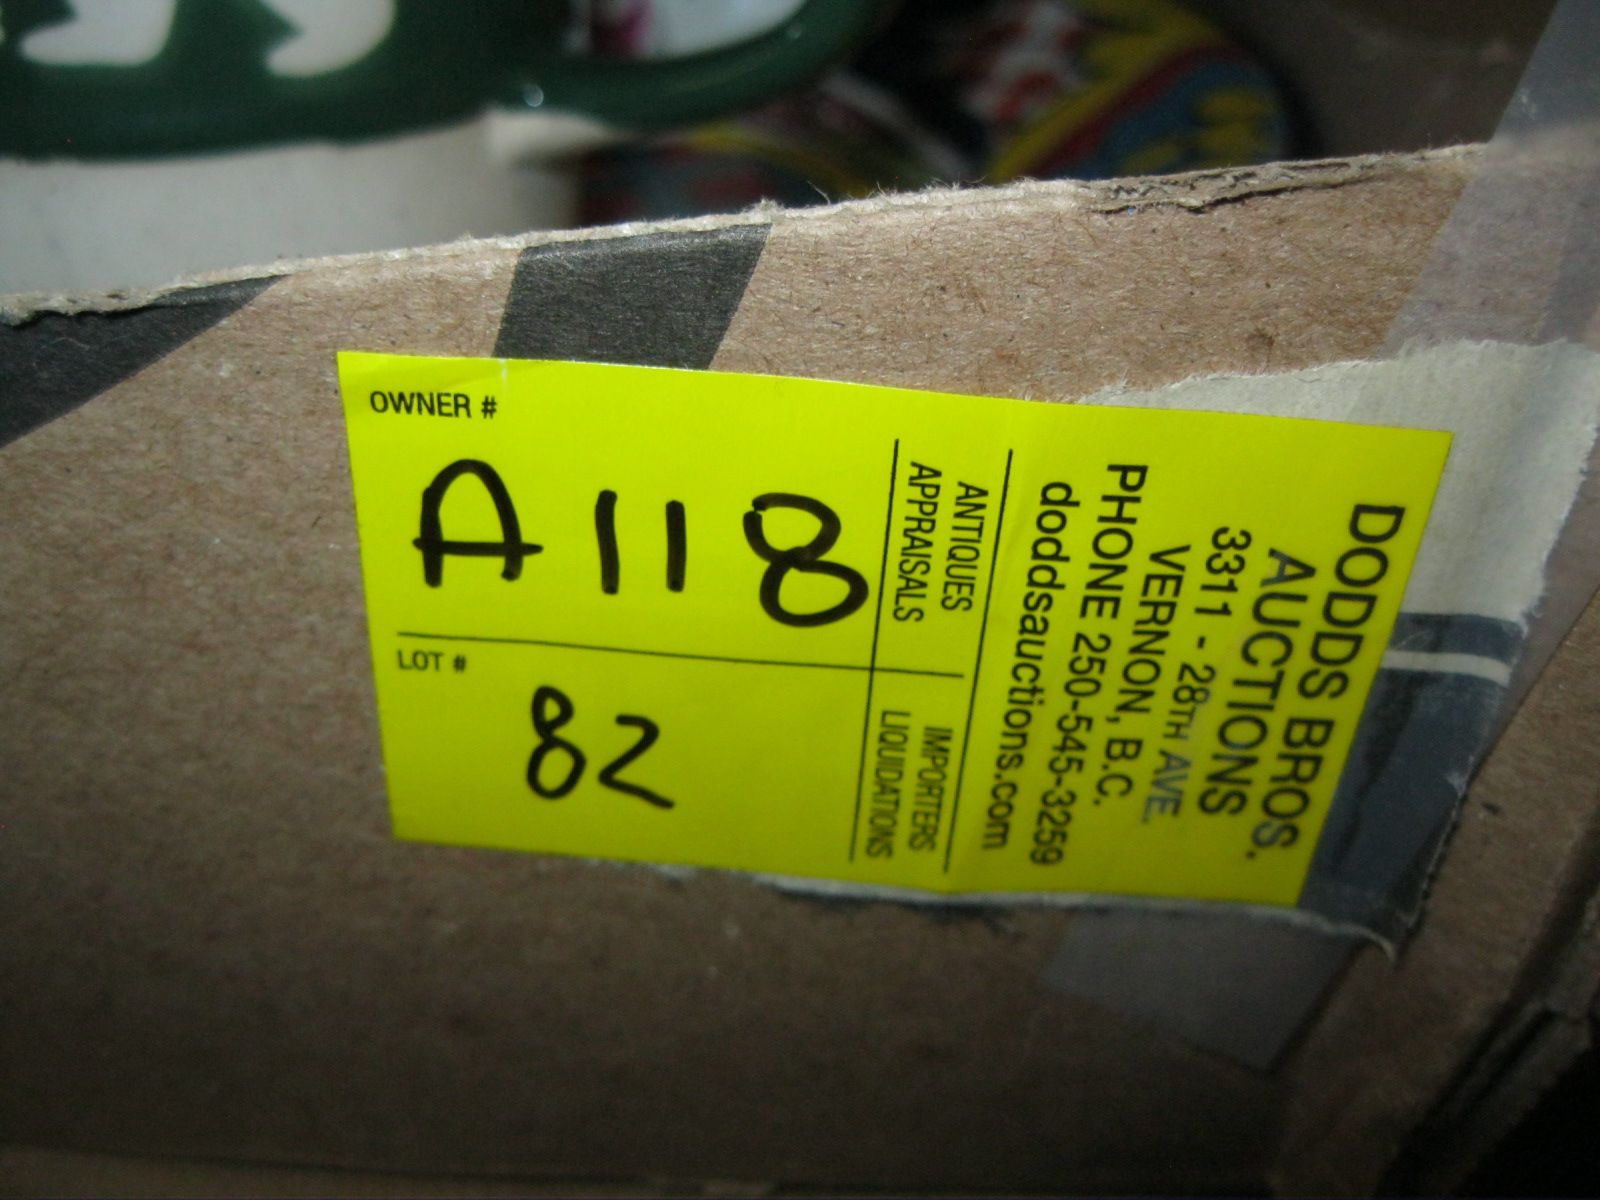 OWNER #
A118
LOT #
82
DODDS BROS.
AUCTIONS
3311 - 28TH AVE.
VERNON, B.C.
PHONE 250-545-3259
doddsauctions.com
ANTIQUES
APPRAISALS
IMPORTERS
LIQUIDATIONS